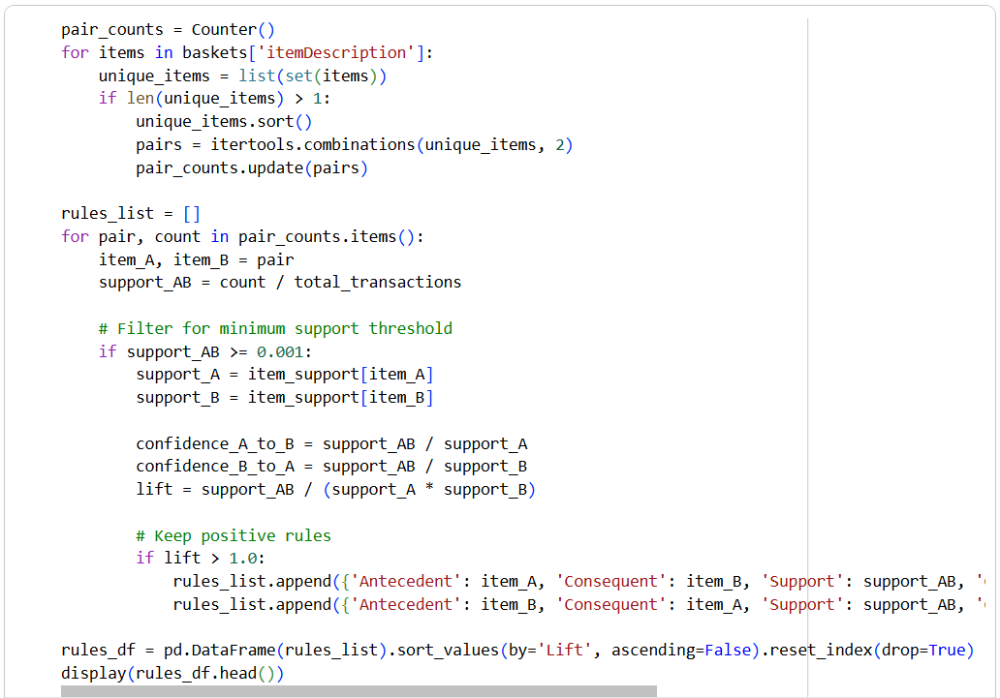 pair_counts = Counter()
for items in baskets['itemDescription']:
    unique_items = list(set(items))
    if len(unique_items) > 1:
        unique_items.sort()
        pairs = itertools.combinations(unique_items, 2)
        pair_counts.update(pairs)

rules_list = []
for pair, count in pair_counts.items():
    item_A, item_B = pair
    support_AB = count / total_transactions

    # Filter for minimum support threshold
    if support_AB >= 0.001:
        support_A = item_support[item_A]
        support_B = item_support[item_B]

        confidence_A_to_B = support_AB / support_A
        confidence_B_to_A = support_AB / support_B
        lift = support_AB / (support_A * support_B)

        # Keep positive rules
        if lift > 1.0:
            rules_list.append({'Antecedent': item_A, 'Consequent': item_B, 'Support': support_AB, '
            rules_list.append({'Antecedent': item_B, 'Consequent': item_A, 'Support': support_AB, '

rules_df = pd.DataFrame(rules_list).sort_values(by='Lift', ascending=False).reset_index(drop=True)
display(rules_df.head())